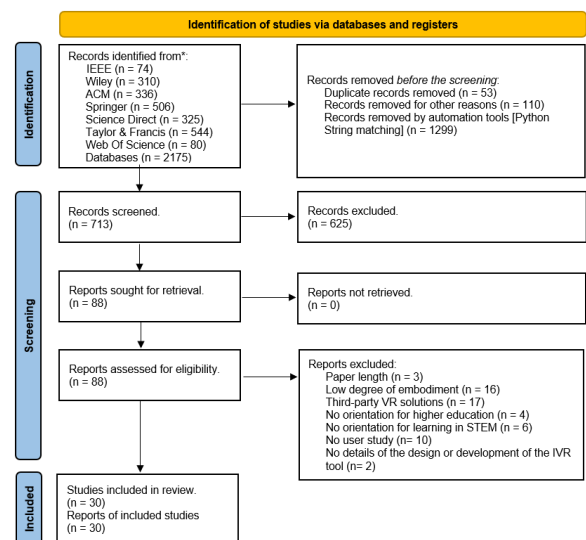 Identification of studies via databases and registers
Identification
Records identified from*:
IEEE (n = 74)
Wiley (n = 310)
ACM (n = 336)
Springer (n = 506)
Science Direct (n = 325)
Taylor & Francis (n = 544)
Web Of Science (n = 80)
Databases (n = 2175)
Records removed before the screening:
Duplicate records removed (n = 53)
Records removed for other reasons (n = 110)
Records removed by automation tools [Python
String matching] (n = 1299)
Screening
Records screened.
(n = 713)
Records excluded.
(n = 625)
Reports sought for retrieval.
(n = 88)
Reports not retrieved.
(n = 0)
Reports assessed for eligibility.
(n = 88)
Reports excluded:
Paper length (n = 3)
Low degree of embodiment (n = 16)
Third-party VR solutions (n = 17)
No orientation for higher education (n = 4)
No orientation for learning in STEM (n = 6)
No user study (n= 10)
No details of the design or development of the IVR
tool (n= 2)
Included
Studies included in review.
(n = 30)
Reports of included studies
(n = 30)